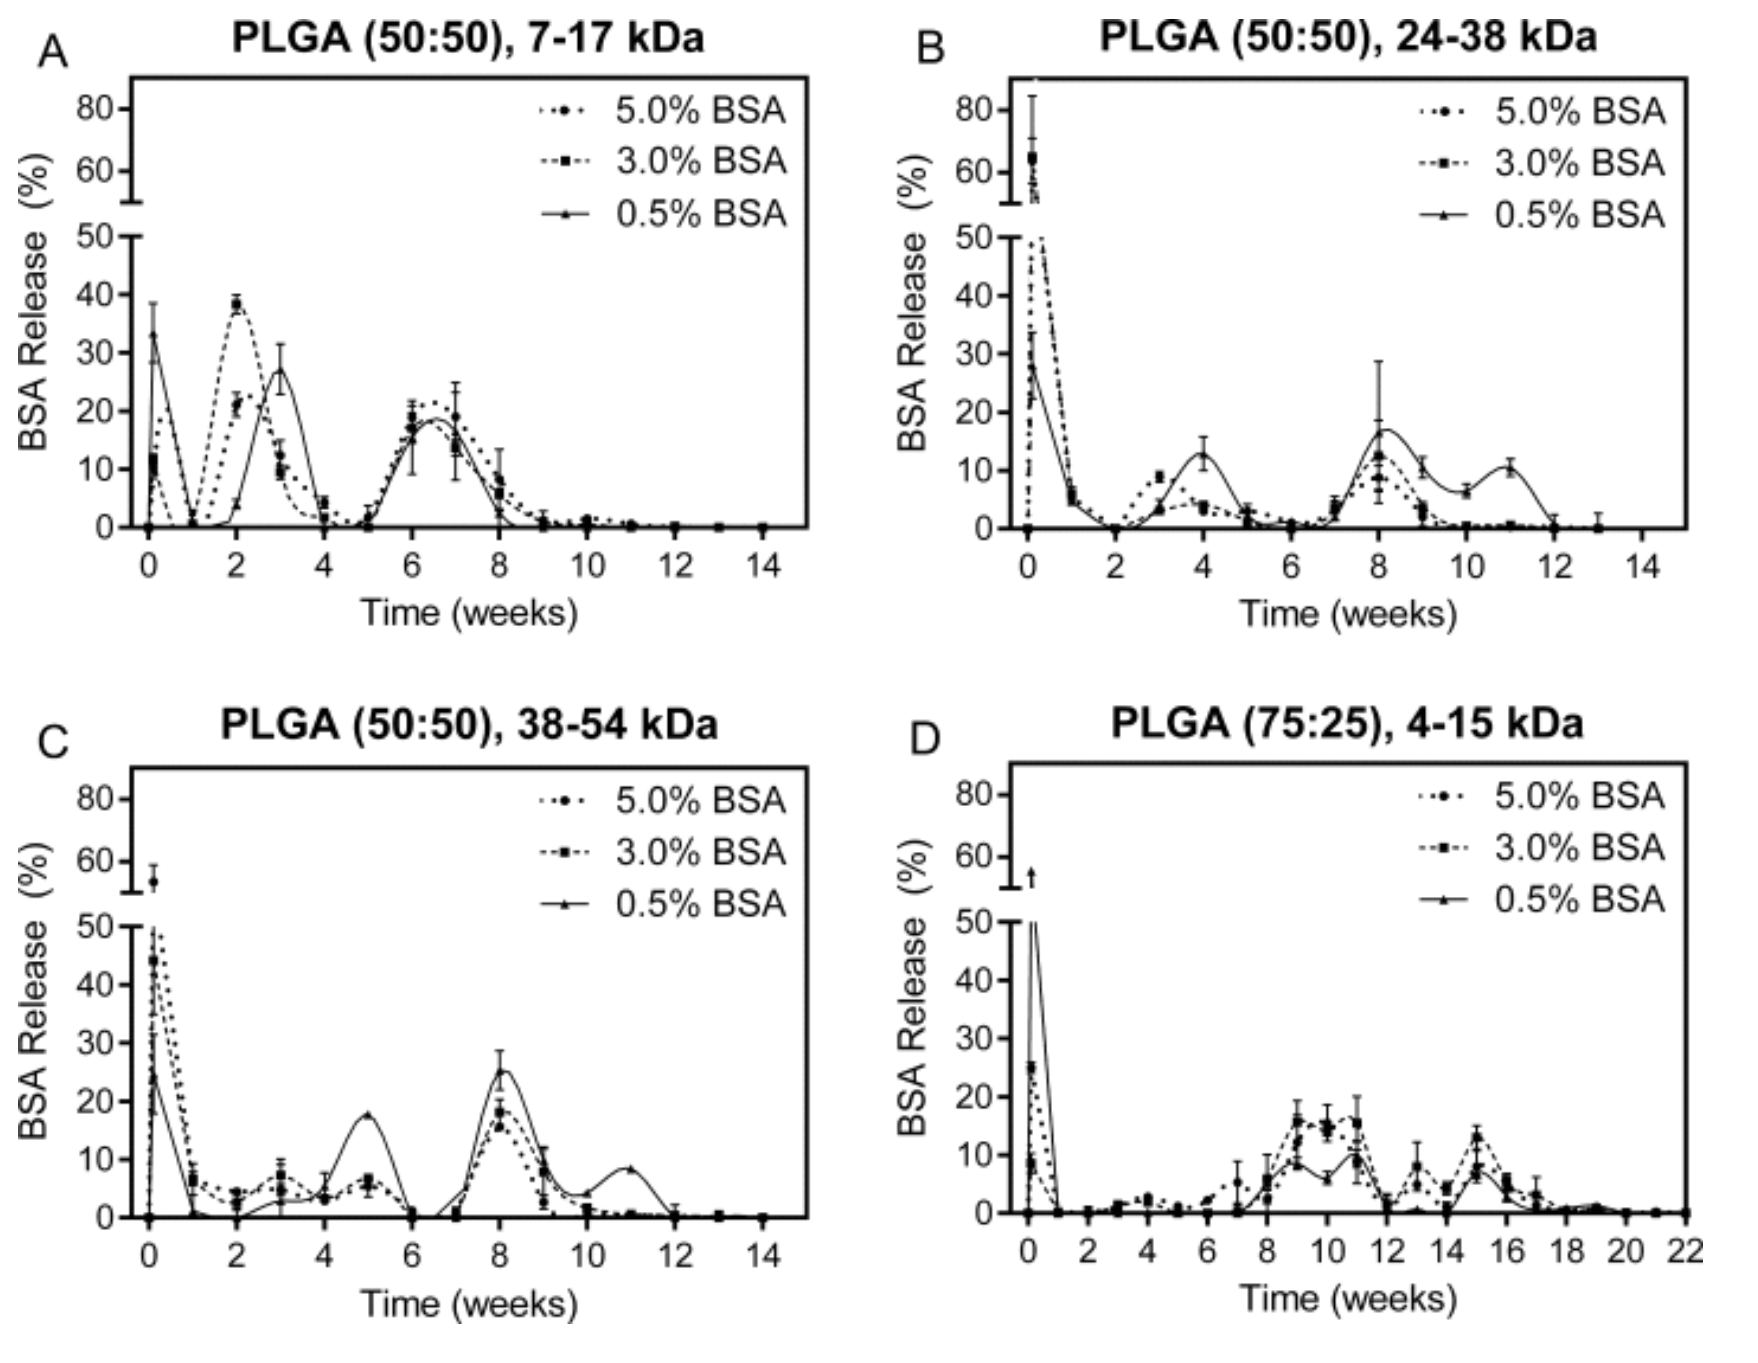 A
PLGA (50:50), 7-17 kDa
BSA Release (%)
80
60
50
40
30
20
10
0
5.0% BSA
3.0% BSA
0.5% BSA
0 2 4 6 8 10 12 14
Time (weeks)
B
PLGA (50:50), 24-38 kDa
BSA Release (%)
80
60
50
40
30
20
10
0
5.0% BSA
3.0% BSA
0.5% BSA
0 2 4 6 8 10 12 14
Time (weeks)
C
PLGA (50:50), 38-54 kDa
BSA Release (%)
80
60
50
40
30
20
10
0
5.0% BSA
3.0% BSA
0.5% BSA
0 2 4 6 8 10 12 14
Time (weeks)
D
PLGA (75:25), 4-15 kDa
BSA Release (%)
80
60
50
40
30
20
10
0
5.0% BSA
3.0% BSA
0.5% BSA
0 2 4 6 8 10 12 14 16 18 20 22
Time (weeks)